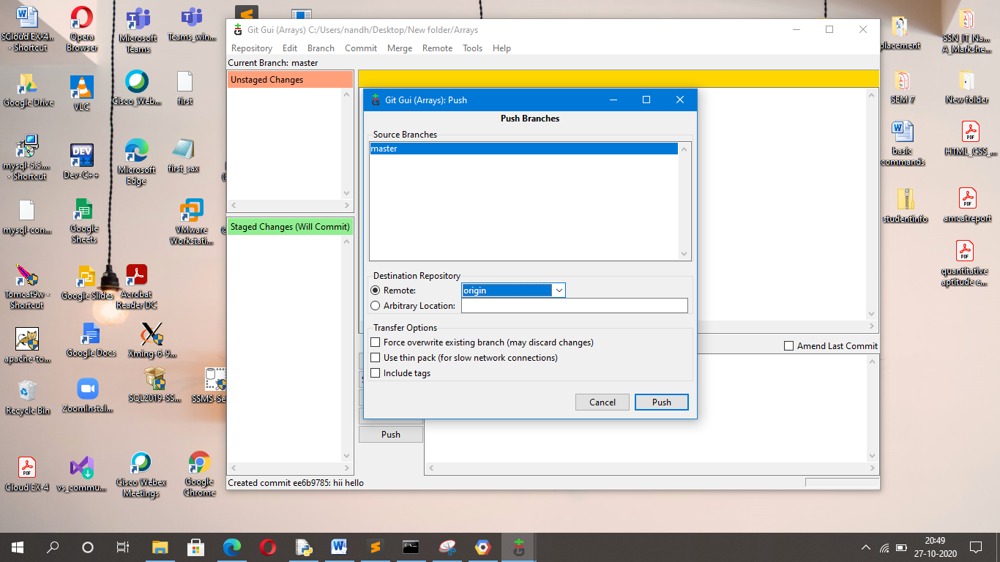 Git Gui (Arrays) C:/Users/nandh/Desktop/New folder/Arrays
Repository Edit Branch Commit Merge Remote Tools Help
Current Branch: master
Unstaged Changes
Staged Changes (Will Commit)
Git Gui (Arrays): Push
Push Branches
Source Branches
master
Destination Repository
Remote: origin
Arbitrary Location:
Transfer Options
Force overwrite existing branch (may discard changes)
Use thin pack (for slow network connections)
Include tags
Cancel Push
Amend Last Commit
Push
Created commit ee6b9785: hii hello
- Shortcut
Opera
Browser
Microsoft
Teams
Teams_win...
Google Drive
VLC
Cisco_Web...
first
mysql-5.5....
- Shortcut
Dev-C++
Microsoft
Edge
first_sax
mysql-con...
Google
Sheets
VMware
Workstati...
Tomcat9w -
Shortcut
Google Slides
Acrobat
Reader DC
apache-to...
Google Docs
Xming-6-9...
Recycle Bin
ZoomInstal...
SQL2019-SS...
SSMS-Se
Cloud EX-4
vs_commu...
Cisco Webex
Meetings
Google
Chrome
placement
SSN_IT_Na...
A_Markshe...
SEM 7
New folder
basic
commands
HTML_CSS_...
studentinfo
amcatreport
quantitative
aptitude e...
20:49
27-10-2020